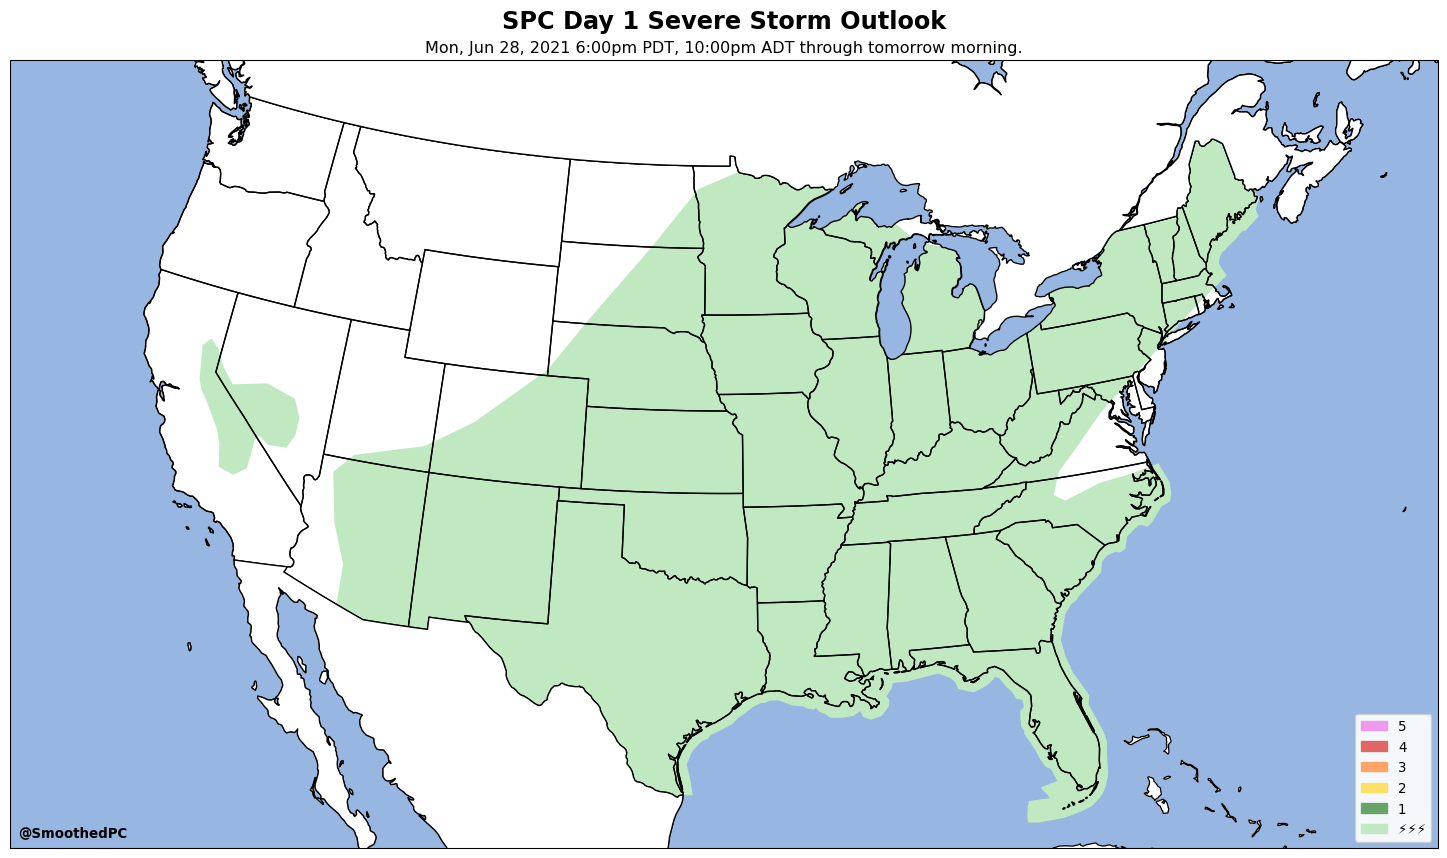 SPC Day 1 Severe Storm Outlook
Mon, Jun 28, 2021 6:00pm PDT, 10:00pm ADT through tomorrow morning.
5
4
3
2
1
⚡⚡⚡
@SmoothedPC